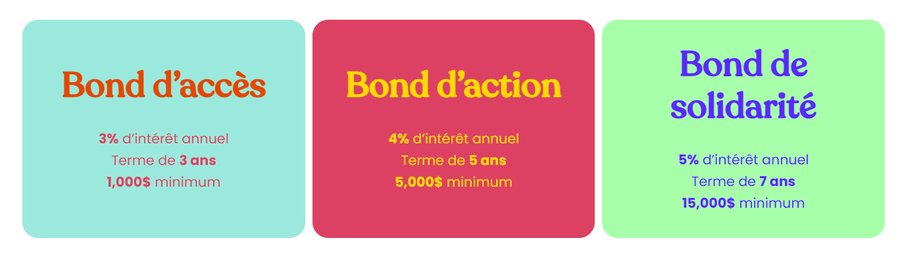 Bond d’accès
3% d’intérêt annuel
Terme de 3 ans
1,000$ minimum
Bond d’action
4% d’intérêt annuel
Terme de 5 ans
5,000$ minimum
Bond de
solidarité
5% d’intérêt annuel
Terme de 7 ans
15,000$ minimum